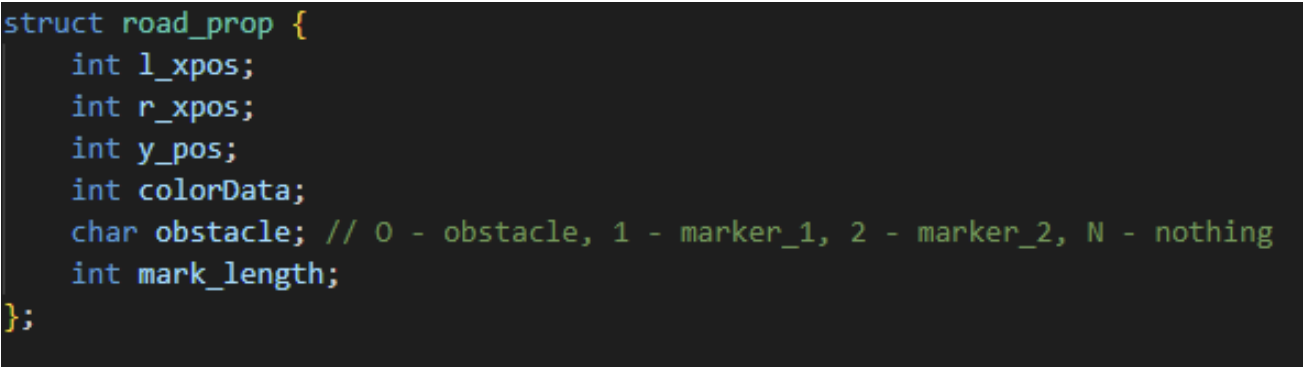 struct road_prop {
    int l_xpos;
    int r_xpos;
    int y_pos;
    int colorData;
    char obstacle; // O - obstacle, 1 - marker_1, 2 - marker_2, N - nothing
    int mark_length;
};